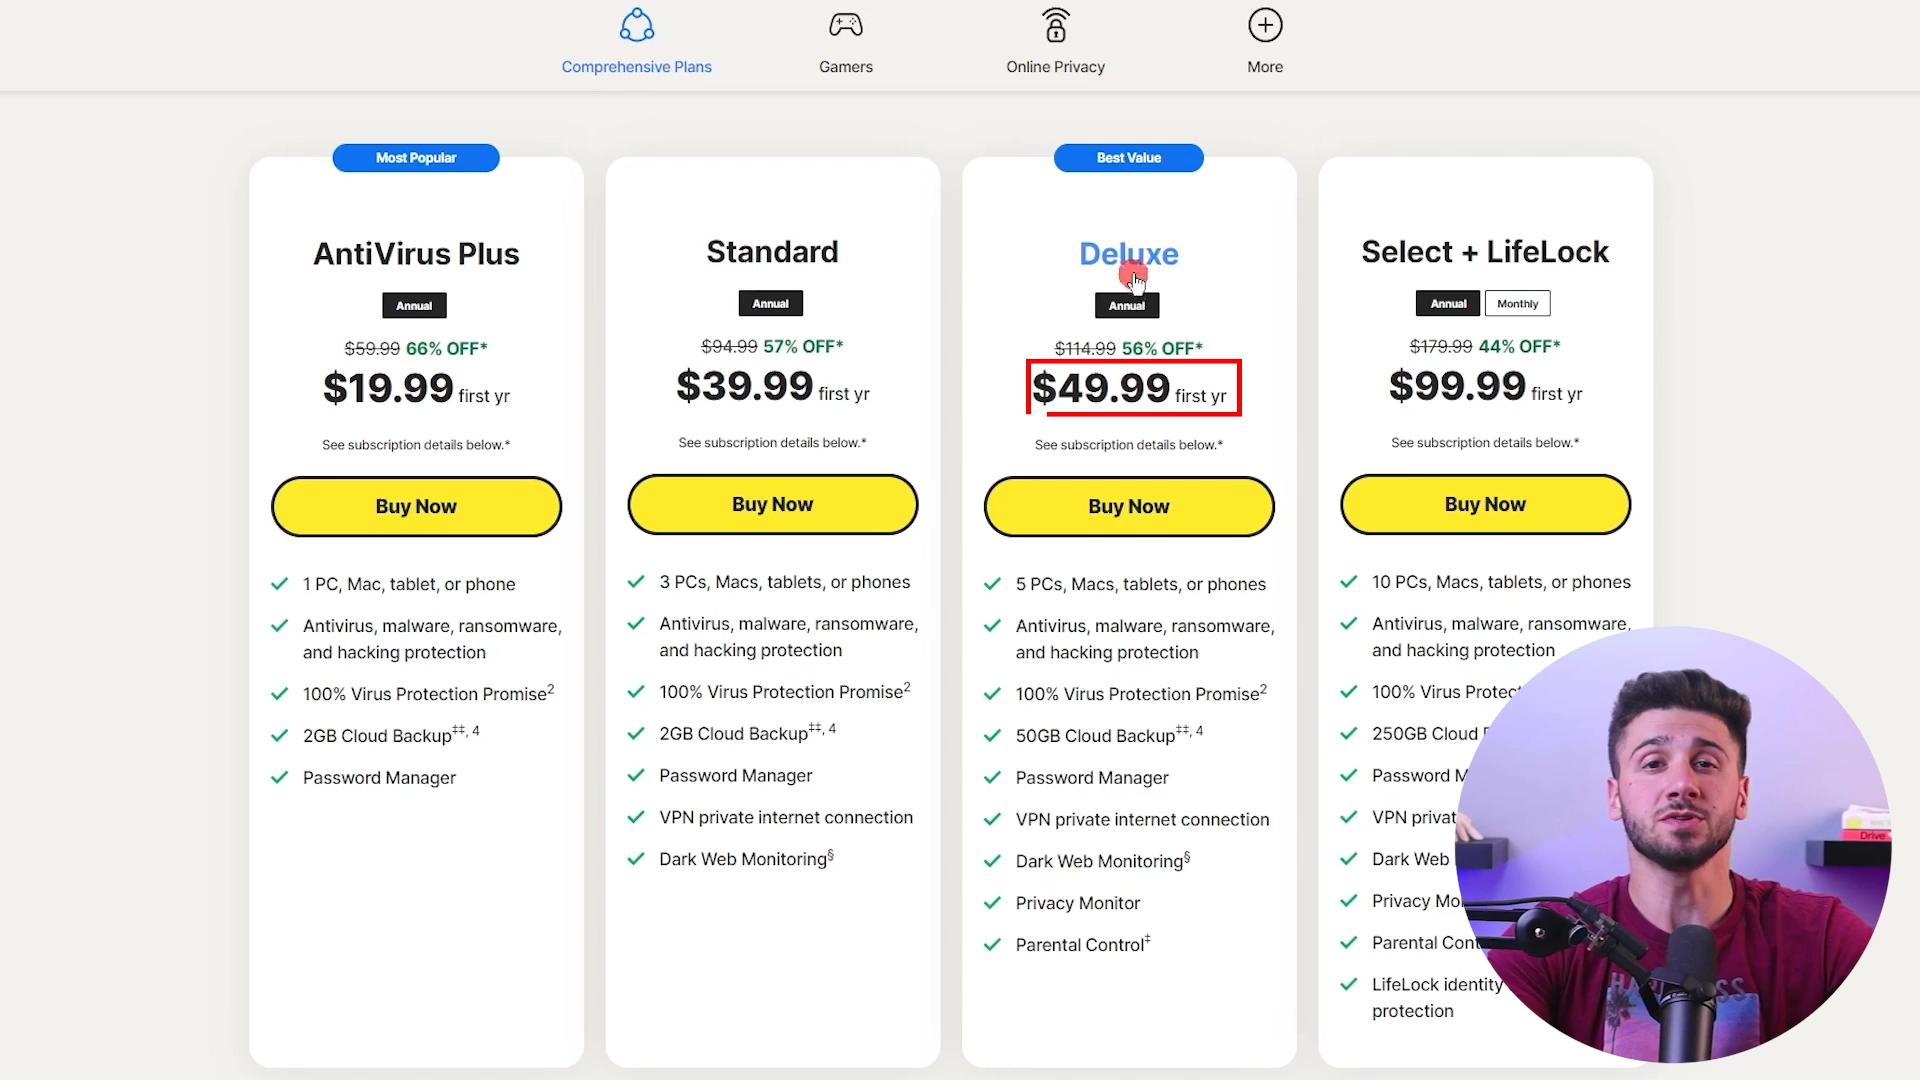 Comprehensive Plans
Gamers
Online Privacy
More
Most Popular
AntiVirus Plus
Annual
$59.99 66% OFF*
$19.99 first yr
See subscription details below.*
Buy Now
1 PC, Mac, tablet, or phone
Antivirus, malware, ransomware,
and hacking protection
100% Virus Protection Promise²
2GB Cloud Backup‡‡, 4
Password Manager
Standard
Annual
$94.99 57% OFF*
$39.99 first yr
See subscription details below.*
Buy Now
3 PCs, Macs, tablets, or phones
Antivirus, malware, ransomware,
and hacking protection
100% Virus Protection Promise²
2GB Cloud Backup‡‡, 4
Password Manager
VPN private internet connection
Dark Web Monitoring§
Best Value
Deluxe
Annual
$114.99 56% OFF*
$49.99 first yr
See subscription details below.*
Buy Now
5 PCs, Macs, tablets, or phones
Antivirus, malware, ransomware,
and hacking protection
100% Virus Protection Promise²
50GB Cloud Backup‡‡, 4
Password Manager
VPN private internet connection
Dark Web Monitoring§
Privacy Monitor
Parental Control‡
Select + LifeLock
Annual
Monthly
$179.99 44% OFF*
$99.99 first yr
See subscription details below.*
Buy Now
10 PCs, Macs, tablets, or phones
Antivirus, malware, ransomware,
and hacking protection
100% Virus
250GB Cloud
Password
VPN
Dark Web
Privacy
Parental
LifeLock identity
protection
Drive